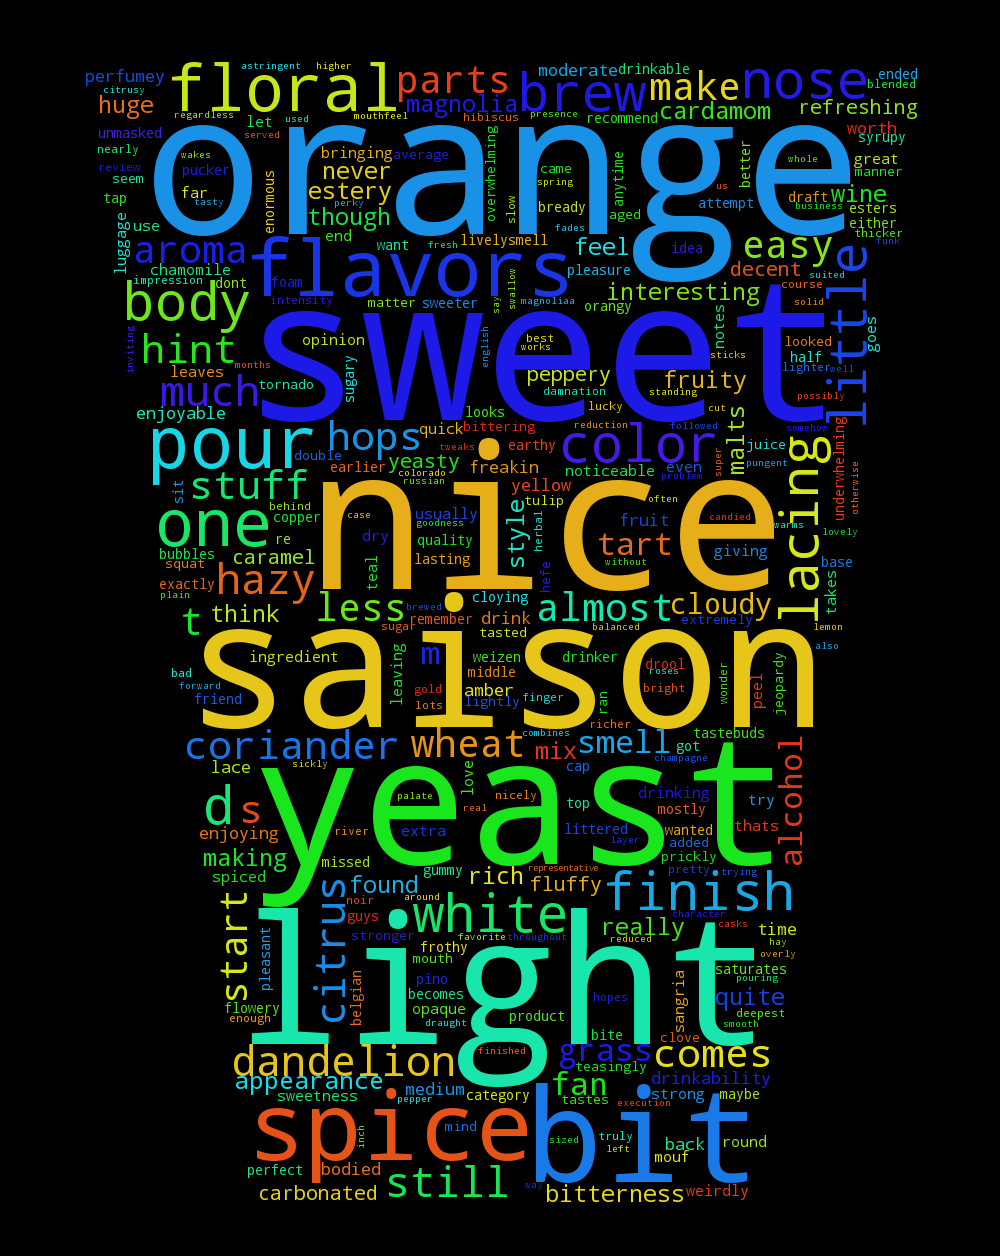 astringent higher
perfumey floral parts moderate drinkable nose ended
citrusy brew make blended
huge regardless used mouthfeel magnolia presence cardamom refreshing
let hibiscus recommend
unmasked orange served worth syrupy
nearly wakes bringing average overwhelming better whole great
review pucker never came anytime us manner
seem far tasty estery perky spring slow bready attempt draft wine
tap enormous though aged business esters
luggage use end livelysmell fades idea either thicker
aroma want fresh feel easy funk
chamomile flavors pleasure decent suited little
impression dont foam swallow interesting course
body intensity matter sweeter say magnoliaa orangy notes solid
inviting hint opinion sweet english best works looked goes
leaves months sugary peppery sticks half
much tornado damnation fruity standing lighter well
enjoyable looks lucky cut possibly
pour hops quick bittering reduction color followed malts somehow lacing
double tweaks earthy juice underwhelming
stuff earlier yeasty freakin noticeable even super pungent
colorado russian yellow problem otherwise
behind nice tulip often
one copper case usually goodness style herbal fruit candied warms lovely
re dry quality without tart giving
bubbles caramel lasting base
squat teal hefe takes
exactly hazy cloying
plain less brewed almost cloudy
t think sugar remember drink balanced extremely lemon
saison tasted also
ingredient m weizen drinker drool roses wonder jeopardy
bad leaving middle bright peel
forward gold amber finger
friend lots lightly ran
richer
coriander wheat combines smell tastebuds
mix got alcohol
lace sickly love champagne
yeast cap
d s palate nicely top drinking try
real mostly
enjoying river extra littered wanted thats
layer added
making missed representative prickly
spiced gummy rich fluffy pretty trying
found finish
start citrus noir around white character
guys really casks time
stronger favorite throughout reduced hay
pleasant frothy overly
light mouth saturates
pino pouring
belgian becomes hopes sangria quite
flowery opaque product deepest
enough draught smooth
bite clove
dandelion finished grass comes
teasingly
appearance medium fan drinkability
sweetness pepper category tastes strong maybe
execution
spice bit
inch mind sized truly left back round
mouf
perfect bodied
carbonated still way bitterness weirdly
sit